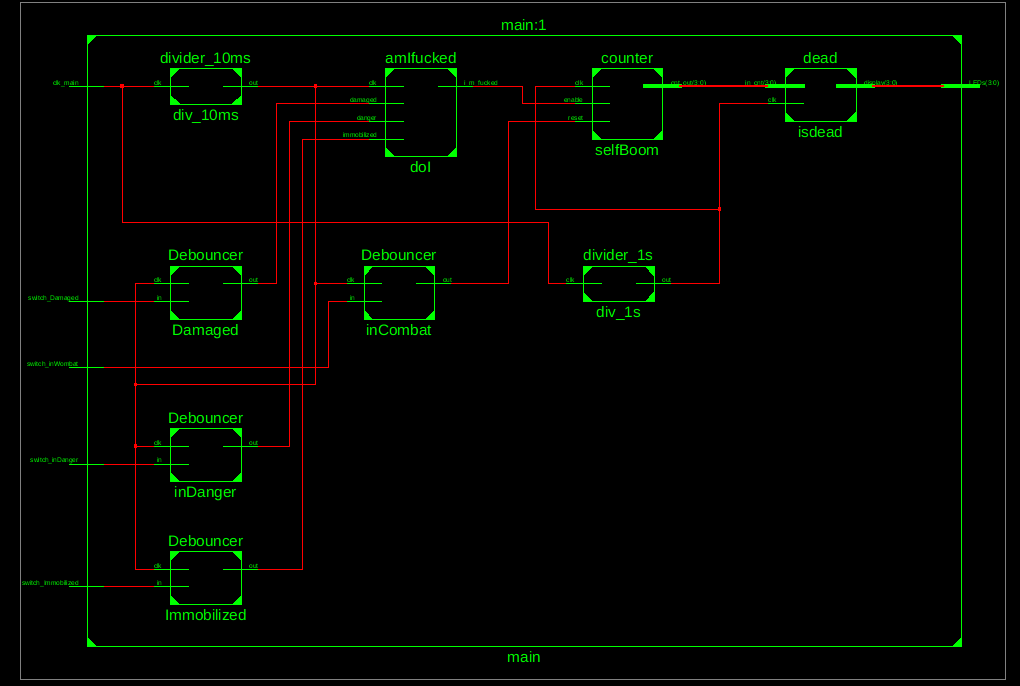 main:1
divider_10ms
amIfucked
counter
dead
clk_main
clk
out
clk
i_m_fucked
clk
cnt_out(3:0)
in_cnt(3:0)
display(3:0)
LEDs(3:0)
damaged
enable
clk
div_10ms
danger
reset
isdead
immobilized
selfBoom
doI
Debouncer
Debouncer
divider_1s
clk
out
clk
out
clk
out
switch_Damaged
in
in
div_1s
Damaged
inCombat
switch_inWombat
Debouncer
clk
out
switch_inDanger
in
inDanger
Debouncer
clk
out
switch_Immobilized
in
Immobilized
main